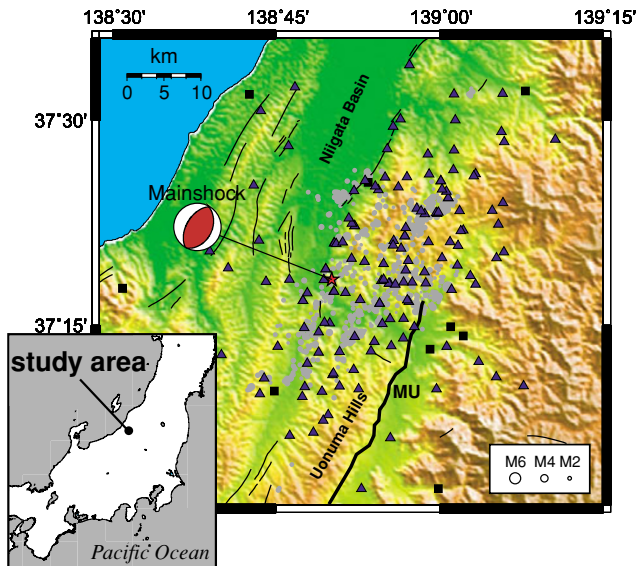 138°30' 138°45' 139°00' 139°15'
km
0 5 10
37°30'
Niigata Basin
Mainshock
37°15'
study area
MU
Uonuma Hills
M6 M4 M2
Pacific Ocean